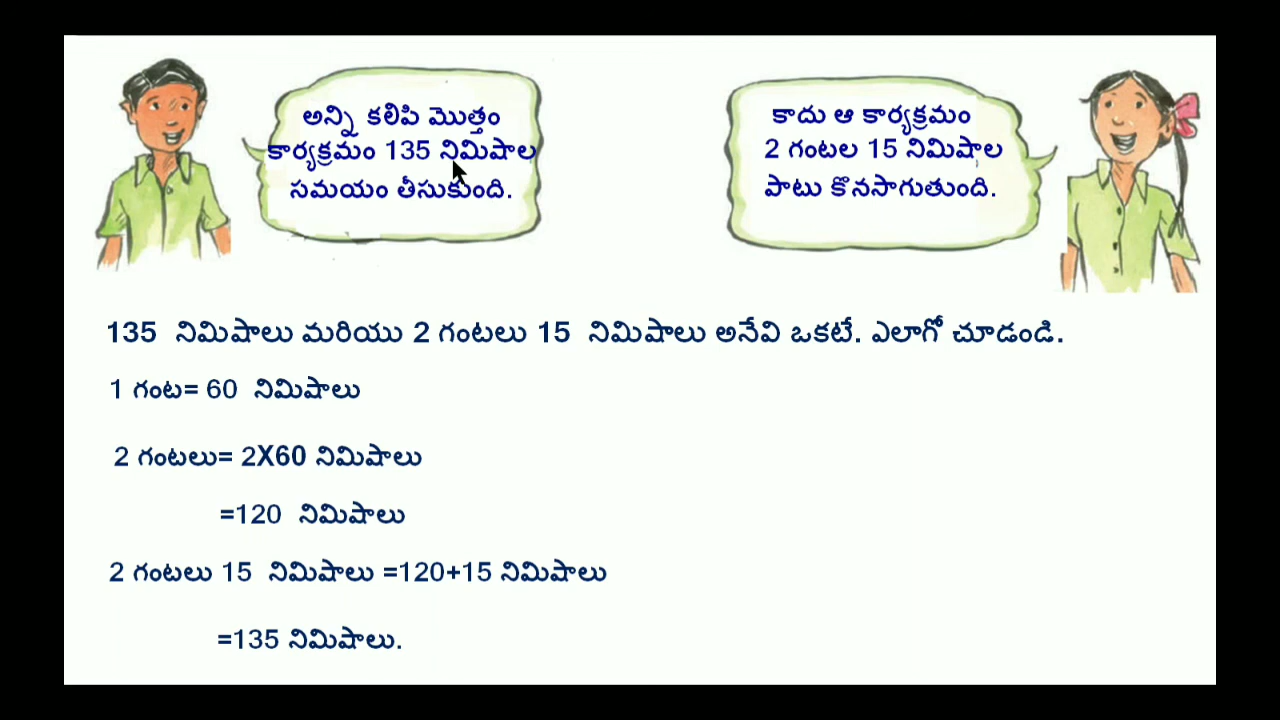 అన్ని కలిపి మొత్తం
కార్యక్రమం 135 నిమిషాల
సమయం తీసుకుంది.
కాదు ఆ కార్యక్రమం
2 గంటల 15 నిమిషాల
పాటు కొనసాగుతుంది.
135 నిమిషాలు మరియు 2 గంటలు 15 నిమిషాలు అనేవి ఒకటే. ఎలాగో చూడండి.
1 గంట= 60 నిమిషాలు
2 గంటలు= 2X60 నిమిషాలు
=120 నిమిషాలు
2 గంటలు 15 నిమిషాలు =120+15 నిమిషాలు
=135 నిమిషాలు.